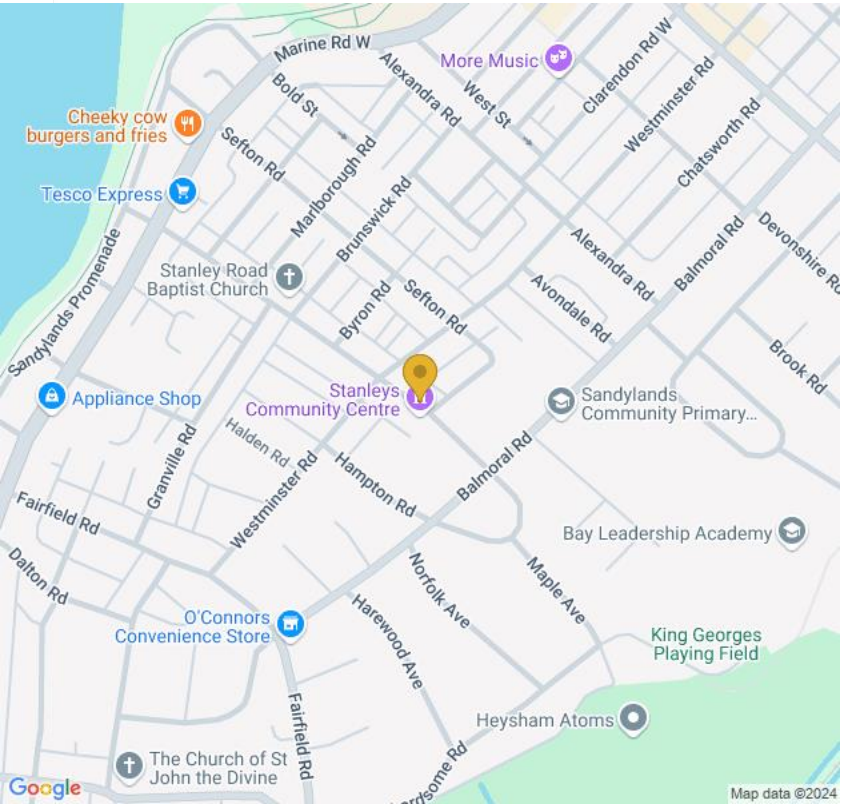 Marine Rd W
More Music
Clarendon Rd W
Bold St
Alexandra Rd
West St
Westminster Rd
Cheeky cow
burgers and fries
Sefton Rd
Chatsworth Rd
Marlborough Rd
Tesco Express
Brunswick Rd
Sandylands Promenade
Stanley Road
Baptist Church
Alexandra Rd
Balmoral Rd
Devonshire Rd
Byron Rd
Sefton Rd
Avondale Rd
Brook Rd
Stanleys
Community Centre
Appliance Shop
Sandylands
Community Primary...
Halden Rd
Granville Rd
Westminster Rd
Hampton Rd
Balmoral Rd
Fairfield Rd
Bay Leadership Academy
Dalton Rd
Norfolk Ave
Maple Ave
O'Connors
Convenience Store
Harewood Ave
King Georges
Playing Field
Fairfield Rd
Heysham Atoms
The Church of St
John the Divine
ordsome Rd
Google
Map data ©2024